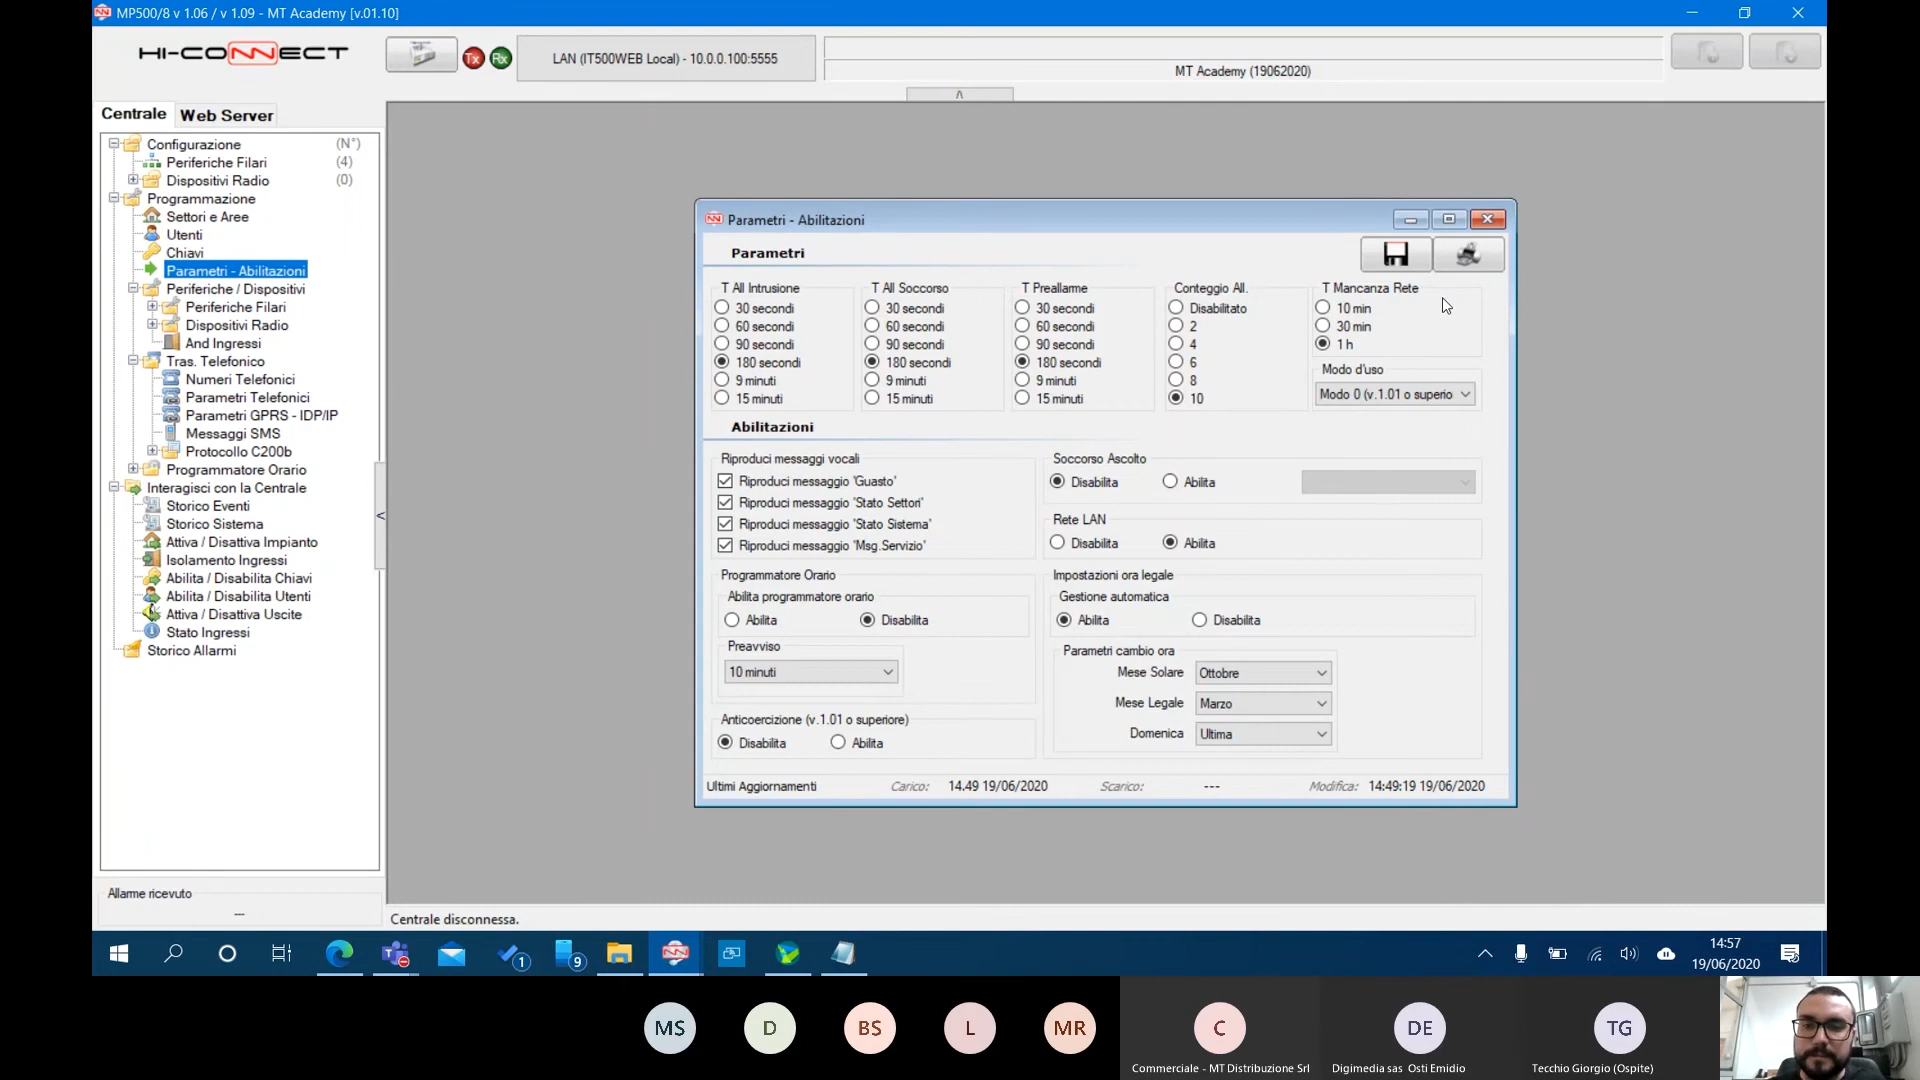 MP500/8 v 1.06 / v 1.09 - MT Academy [v.01.10]
HI-CONNECT
Tx Rx
LAN (IT500WEB Local) - 10.0.0.100:5555
MT Academy (19062020)
Centrale
Web Server
Configurazione (N°)
Periferiche Filari (4)
Dispositivi Radio (0)
Programmazione
Settori e Aree
Utenti
Chiavi
Parametri - Abilitazioni
Periferiche / Dispositivi
Periferiche Filari
Dispositivi Radio
And Ingressi
Tras. Telefonico
Numeri Telefonici
Parametri Telefonici
Parametri GPRS - IDP/IP
Messaggi SMS
Protocollo C200b
Programmatore Orario
Interagisci con la Centrale
Storico Eventi
Storico Sistema
Attiva / Disattiva Impianto
Isolamento Ingressi
Abilita / Disabilita Chiavi
Abilita / Disabilita Utenti
Attiva / Disattiva Uscite
Stato Ingressi
Storico Allarmi
Allarme ricevuto
---
<
Parametri - Abilitazioni
Parametri
T All Intrusione
30 secondi
60 secondi
90 secondi
180 secondi
9 minuti
15 minuti
T All Soccorso
30 secondi
60 secondi
90 secondi
180 secondi
9 minuti
15 minuti
T Preallarme
30 secondi
60 secondi
90 secondi
180 secondi
9 minuti
15 minuti
Conteggio All.
Disabilitato
2
4
6
8
10
T Mancanza Rete
10 min
30 min
1 h
Modo d'uso
Modo 0 (v.1.01 o superio
Abilitazioni
Riproduci messaggi vocali
Riproduci messaggio 'Guasto'
Riproduci messaggio 'Stato Settori'
Riproduci messaggio 'Stato Sistema'
Riproduci messaggio 'Msg.Servizio'
Soccorso Ascolto
Disabilita Abilita
Rete LAN
Disabilita Abilita
Programmatore Orario
Abilita programmatore orario
Abilita Disabilita
Preavviso
10 minuti
Anticoercizione (v.1.01 o superiore)
Disabilita Abilita
Impostazioni ora legale
Gestione automatica
Abilita Disabilita
Parametri cambio ora
Mese Solare Ottobre
Mese Legale Marzo
Domenica Ultima
Ultimi Aggiornamenti Carico: 14.49 19/06/2020 Scarico: --- Modifica: 14:49:19 19/06/2020
Centrale disconnessa.
1
9
14:57
19/06/2020
MS
D
BS
L
MR
C
DE
TG
Commerciale - MT Distribuzione Srl
Digimedia sas Osti Emidio
Tecchio Giorgio (Ospite)